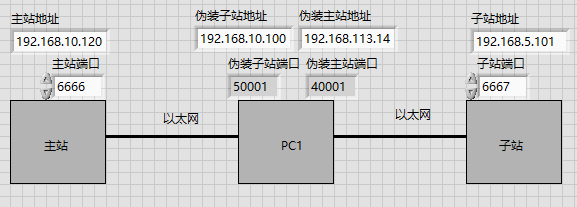 主站地址
192.168.10.120
主站端口
6666
伪装子站地址
192.168.10.100
伪装主站地址
192.168.113.14
伪装子站端口
50001
伪装主站端口
40001
子站地址
192.168.5.101
子站端口
6667
主站
以太网
PC1
以太网
子站